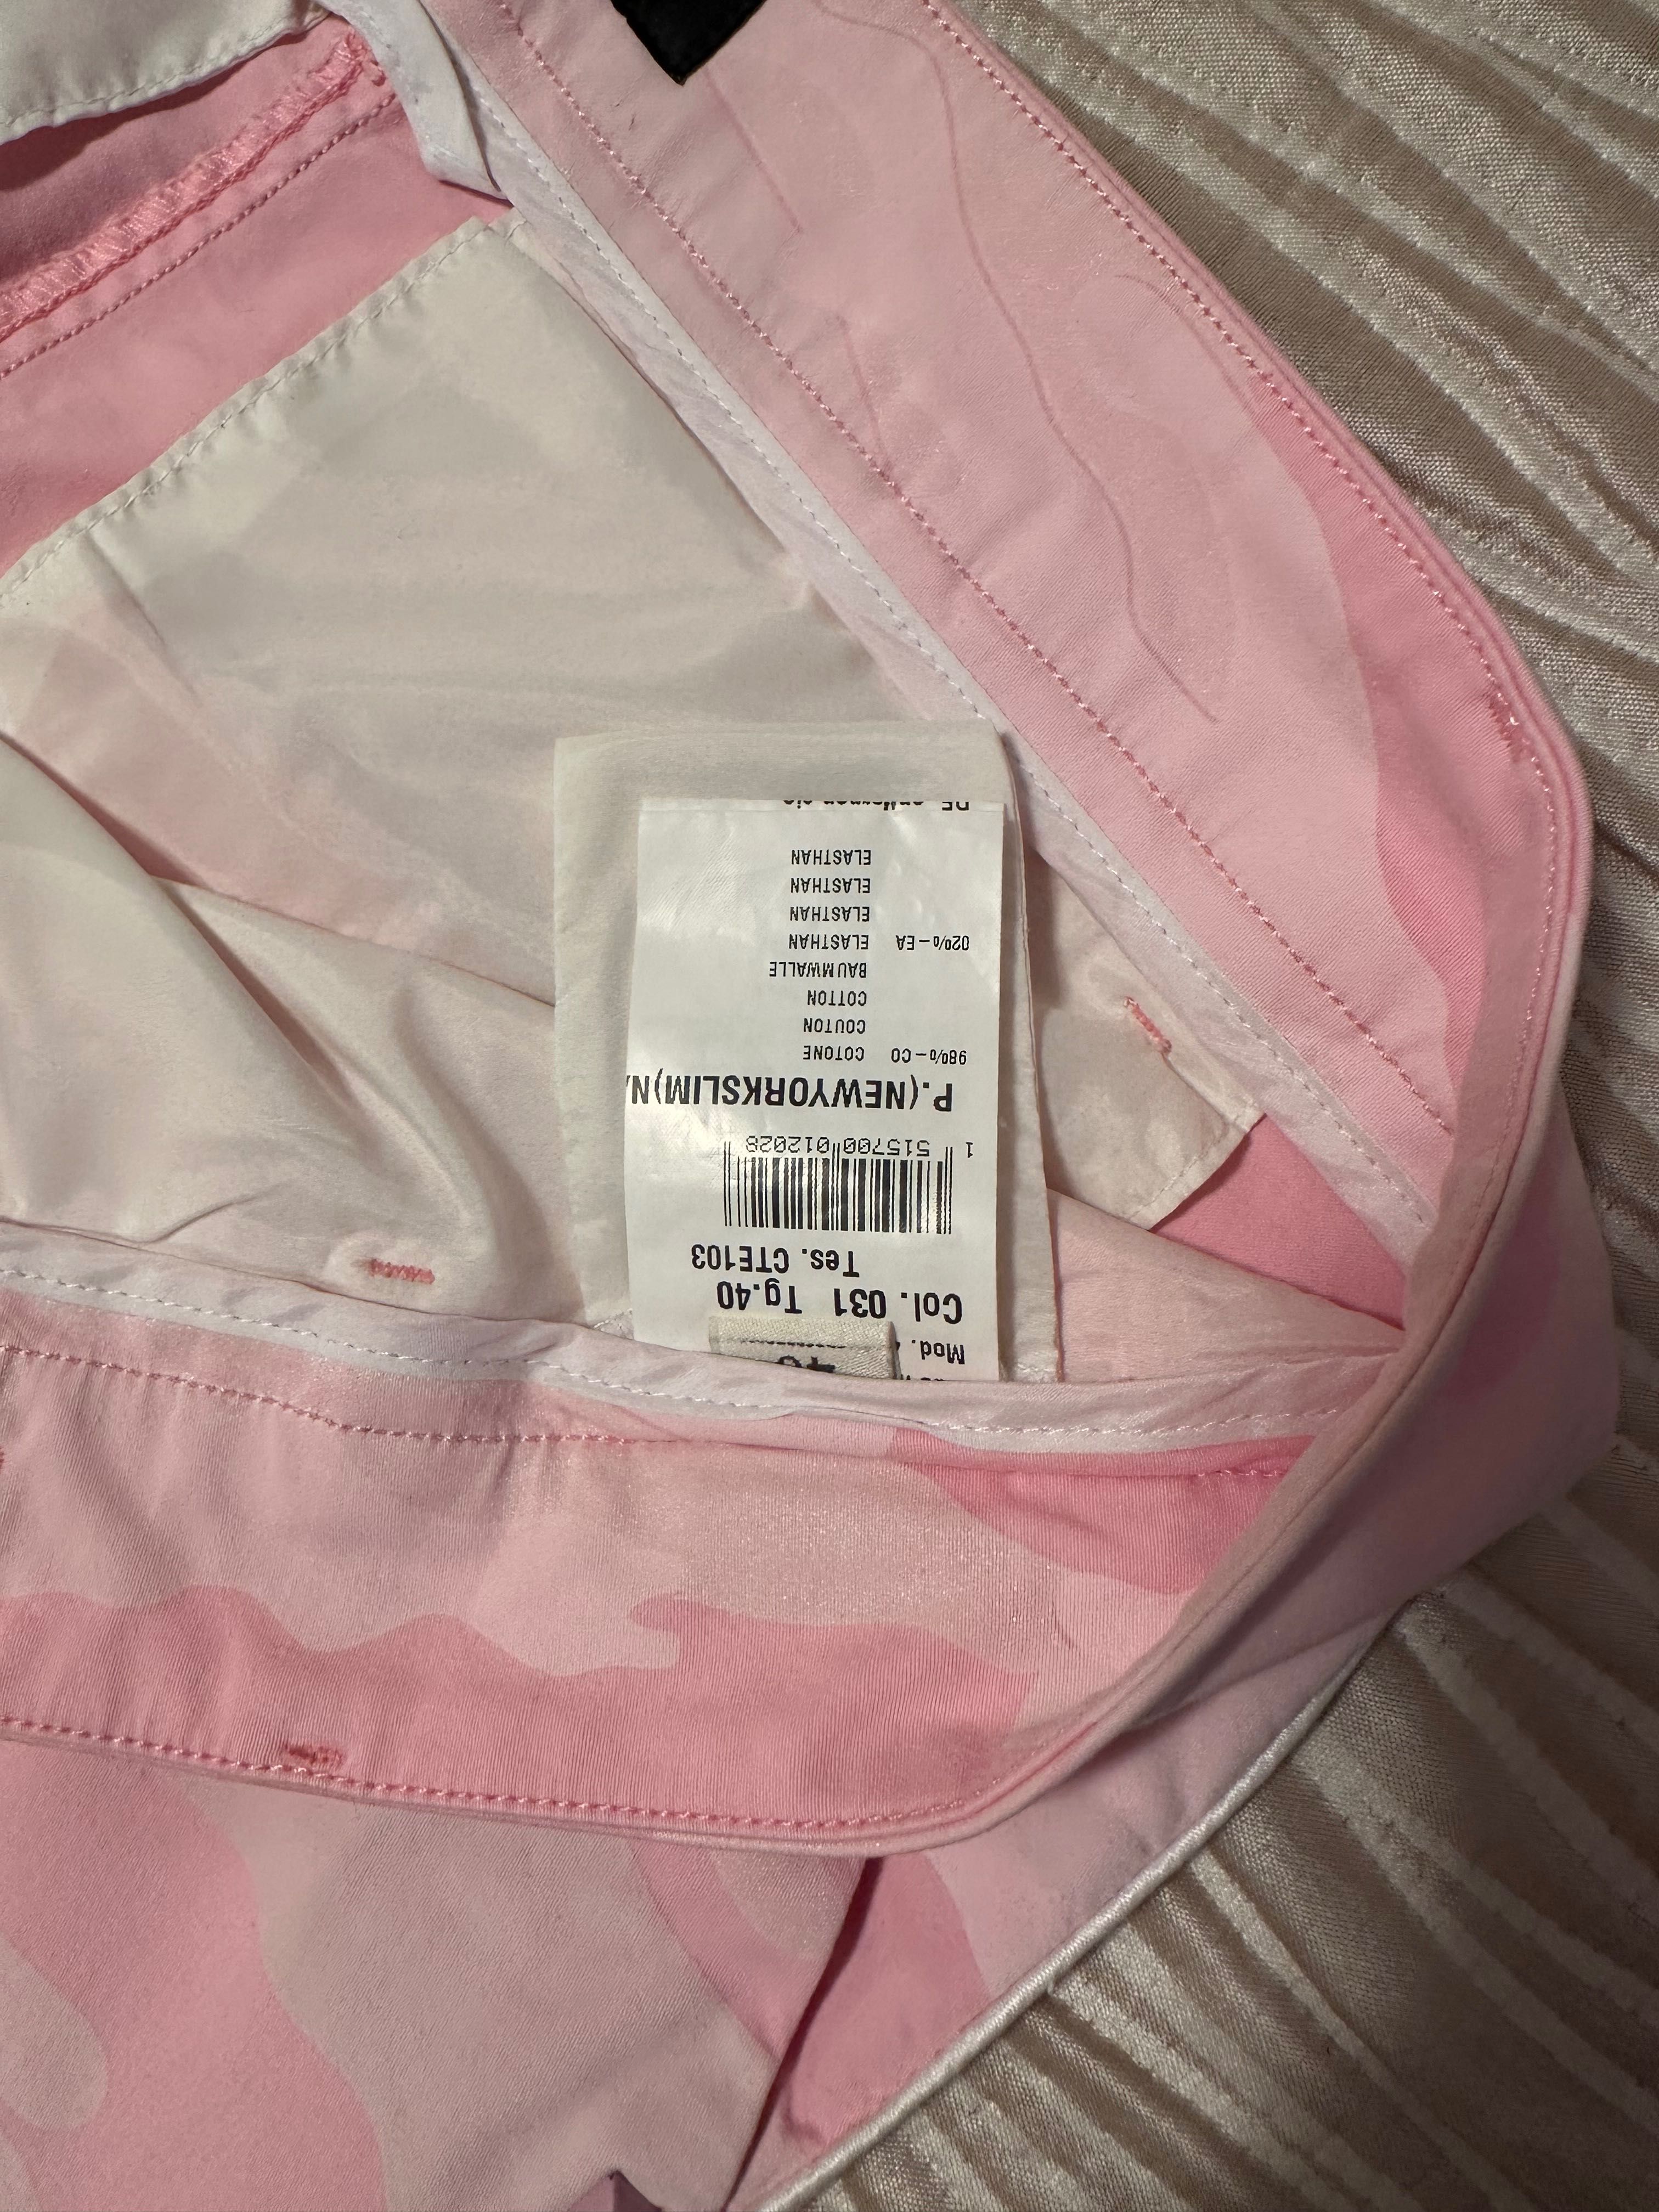 Mod.
Col. 031 Tg.40
Tes. CTE103
1 515700 012028
P.(NEWYORKSLIM)N
98%-CO COTONE
COUTON
COTTON
BAUMWALLE
02%-EA ELASTHAN
ELASTHAN
ELASTHAN
ELASTHAN